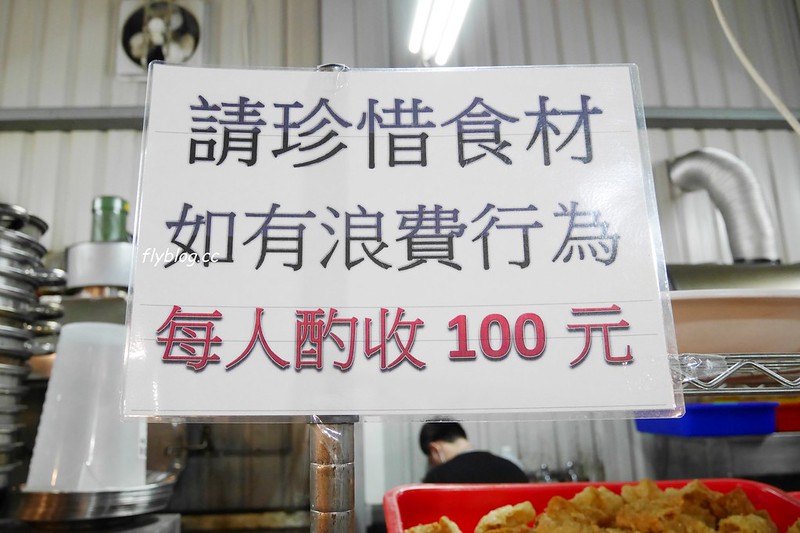 請珍惜食材
如有浪費行為
flyblog.cc
每人酌收 100 元